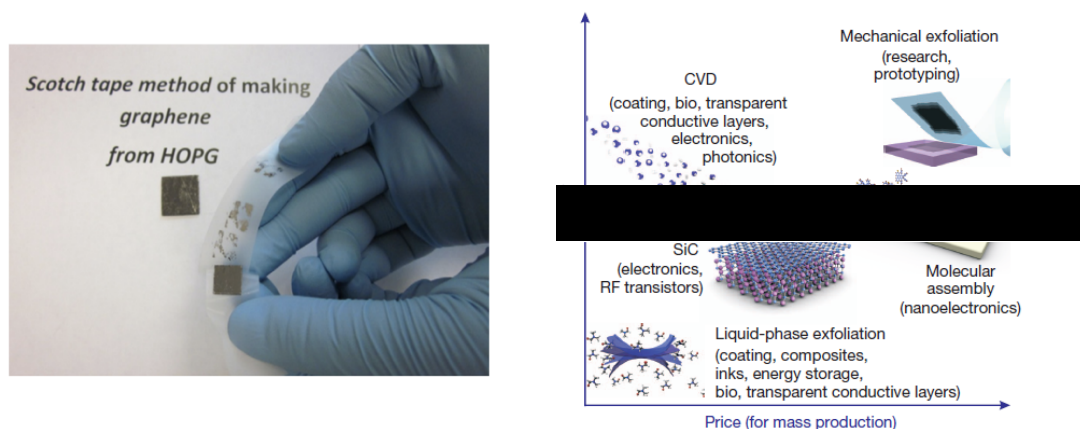 Scotch tape method of making
graphene
from HOPG
Mechanical exfoliation
(research,
prototyping)
CVD
(coating, bio, transparent
conductive layers,
electronics,
photonics)
SiC
(electronics,
RF transistors)
Molecular
assembly
(nanoelectronics)
Liquid-phase exfoliation
(coating, composites,
inks, energy storage,
bio, transparent conductive layers)
Price (for mass production)